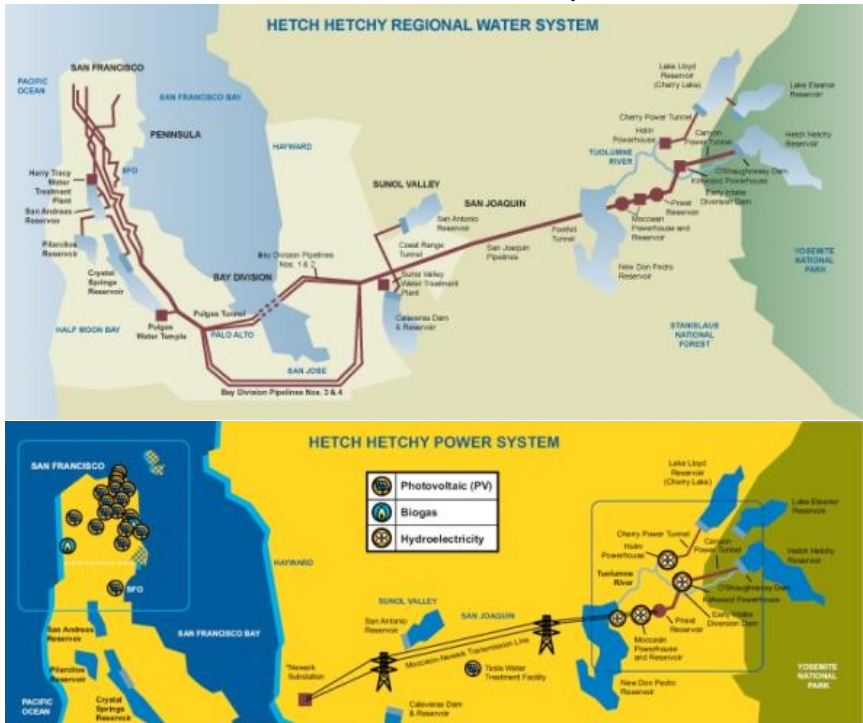 HETCH HETCHY REGIONAL WATER SYSTEM
SAN FRANCISCO
PACIFIC
OCEAN
SAN FRANCISCO BAY
PENINSULA
HAYWARD
SFO
Harry Tracy
Water
Treatment
Plant
San Andreas
Reservoir
Pilarcitos
Reservoir
Crystal
Springs
Reservoir
HALF MOON BAY
Pulgas
Water Temple
Pulgas Tunnel
PALO ALTO
BAY DIVISION
Bay Division Pipelines
Nos. 1 & 2
SAN JOSE
Bay Division Pipelines Nos. 3 & 4
SUNOL VALLEY
San Antonio
Reservoir
Coast Range
Tunnel
Sunol Valley
Water Treatment
Plant
Calaveras Dam
& Reservoir
SAN JOAQUIN
San Joaquin
Pipelines
Foothill
Tunnel
Lake Lloyd
Reservoir
(Cherry Lake)
Lake Eleanor
Reservoir
Cherry Power Tunnel
Holm
Powerhouse
Canyon
Power Tunnel
Hetch Hetchy
Reservoir
TUOLUMNE
RIVER
O'Shaughnessy Dam
Kirkwood Powerhouse
Early Intake
Diversion Dam
Priest
Reservoir
Moccasin
Powerhouse and
Reservoir
New Don Pedro
Reservoir
YOSEMITE
NATIONAL
PARK
STANISLAUS
NATIONAL
FOREST
HETCH HETCHY POWER SYSTEM
SAN FRANCISCO
Photovoltaic (PV)
Biogas
Hydroelectricity
Lake Lloyd
Reservoir
(Cherry Lake)
Lake Eleanor
Reservoir
Cherry Power Tunnel
Holm
Powerhouse
Canyon
Power Tunnel
Hetch Hetchy
Reservoir
HAYWARD
Tuolumne
River
O'Shaughnessy Dam
Kirkwood Powerhouse
SFO
SUNOL VALLEY
SAN JOAQUIN
Early Intake
Diversion Dam
Priest
Reservoir
San Antonio
Reservoir
Moccasin-Newark Transmission Line
Moccasin
Powerhouse
and Reservoir
San Andreas
Reservoir
SAN FRANCISCO BAY
*Newark
Substation
Tesla Water
Treatment Facility
Pilarcitos
Reservoir
New Don Pedro
Reservoir
YOSEMITE
NATIONAL
PARK
PACIFIC
OCEAN
Crystal
Springs
Reservoir
Calaveras Dam
& Reservoir